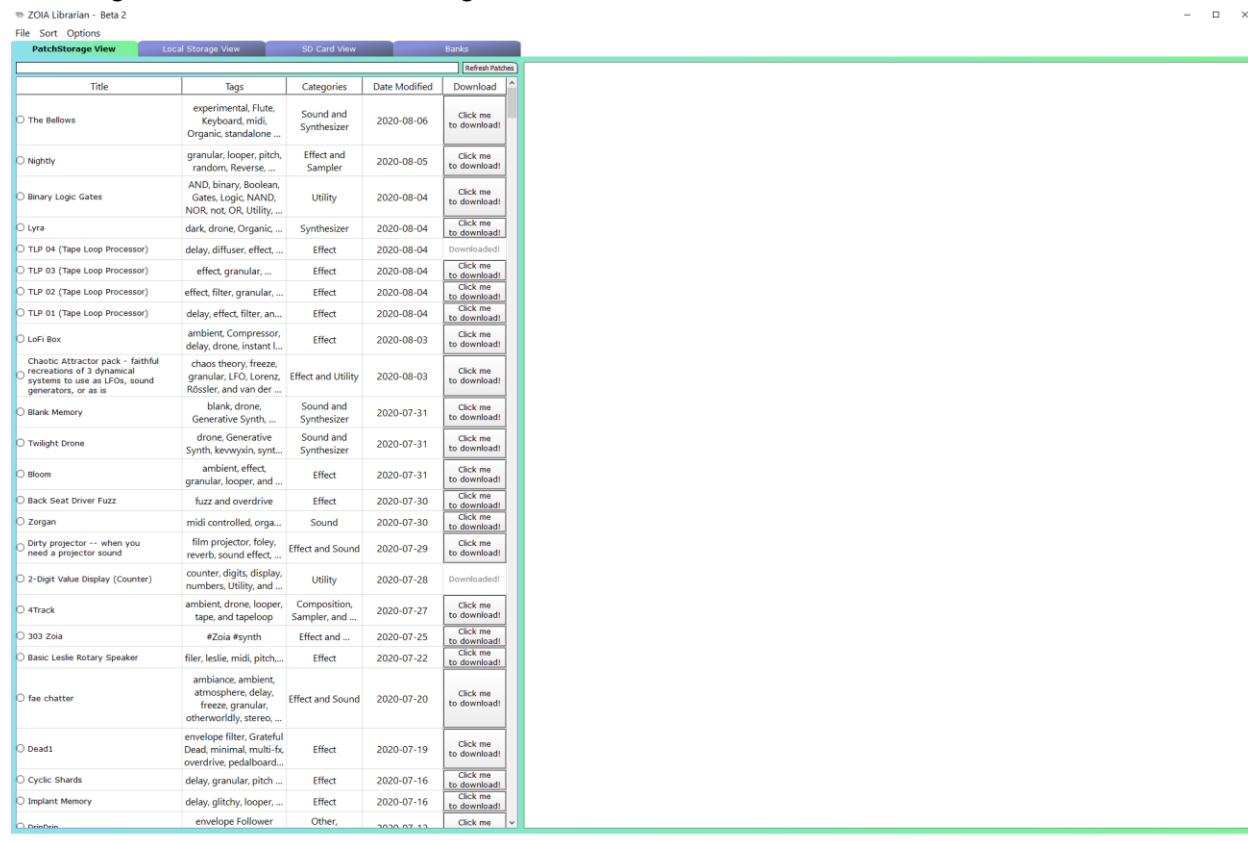 ZOIA Librarian - Beta 2
File Sort Options
PatchStorage View Local Storage View SD Card View Banks
Refresh Patches
Title Tags Categories Date Modified Download
The Bellows
experimental, Flute,
Keyboard, midi,
Organic, standalone ...
Sound and
Synthesizer
2020-08-06
Click me
to download!
Nightly
granular, looper, pitch,
random, Reverse, ...
Effect and
Sampler
2020-08-05
Click me
to download!
Binary Logic Gates
AND, binary, Boolean,
Gates, Logic, NAND,
NOR, not, OR, Utility, ...
Utility
2020-08-04
Click me
to download!
Lyra
dark, drone, Organic, ...
Synthesizer
2020-08-04
Click me
to download!
TLP 04 (Tape Loop Processor)
delay, diffuser, effect, ...
Effect
2020-08-04
Downloaded!
TLP 03 (Tape Loop Processor)
effect, granular, ...
Effect
2020-08-04
Click me
to download!
TLP 02 (Tape Loop Processor)
effect, filter, granular, ...
Effect
2020-08-04
Click me
to download!
TLP 01 (Tape Loop Processor)
delay, effect, filter, an...
Effect
2020-08-04
Click me
to download!
LoFi Box
ambient, Compressor,
delay, drone, instant l...
Effect
2020-08-03
Click me
to download!
Chaotic Attractor pack - faithful
recreations of 3 dynamical
systems to use as LFOs, sound
generators, or as is
chaos theory, freeze,
granular, LFO, Lorenz,
Rössler, and van der ...
Effect and Utility
2020-08-03
Click me
to download!
Blank Memory
blank, drone,
Generative Synth, ...
Sound and
Synthesizer
2020-07-31
Click me
to download!
Twilight Drone
drone, Generative
Synth, kevwyxin, synt...
Sound and
Synthesizer
2020-07-31
Click me
to download!
Bloom
ambient, effect,
granular, looper, and ...
Effect
2020-07-31
Click me
to download!
Back Seat Driver Fuzz
fuzz and overdrive
Effect
2020-07-30
Click me
to download!
Zorgan
midi controlled, orga...
Sound
2020-07-30
Click me
to download!
Dirty projector -- when you
need a projector sound
film projector, foley,
reverb, sound effect, ...
Effect and Sound
2020-07-29
Click me
to download!
2-Digit Value Display (Counter)
counter, digits, display,
numbers, Utility, and ...
Utility
2020-07-28
Downloaded!
4Track
ambient, drone, looper,
tape, and tapeloop
Composition,
Sampler, and ...
2020-07-27
Click me
to download!
303 Zoia
#Zoia #synth
Effect and ...
2020-07-25
Click me
to download!
Basic Leslie Rotary Speaker
filer, leslie, midi, pitch,...
Effect
2020-07-22
Click me
to download!
fae chatter
ambiance, ambient,
atmosphere, delay,
freeze, granular,
otherworldly, stereo, ...
Effect and Sound
2020-07-20
Click me
to download!
Dead1
envelope filter, Grateful
Dead, minimal, multi-fx,
overdrive, pedalboard...
Effect
2020-07-19
Click me
to download!
Cyclic Shards
delay, granular, pitch ...
Effect
2020-07-16
Click me
to download!
Implant Memory
delay, glitchy, looper, ...
Effect
2020-07-16
Click me
to download!
envelope Follower
Other,
Click me